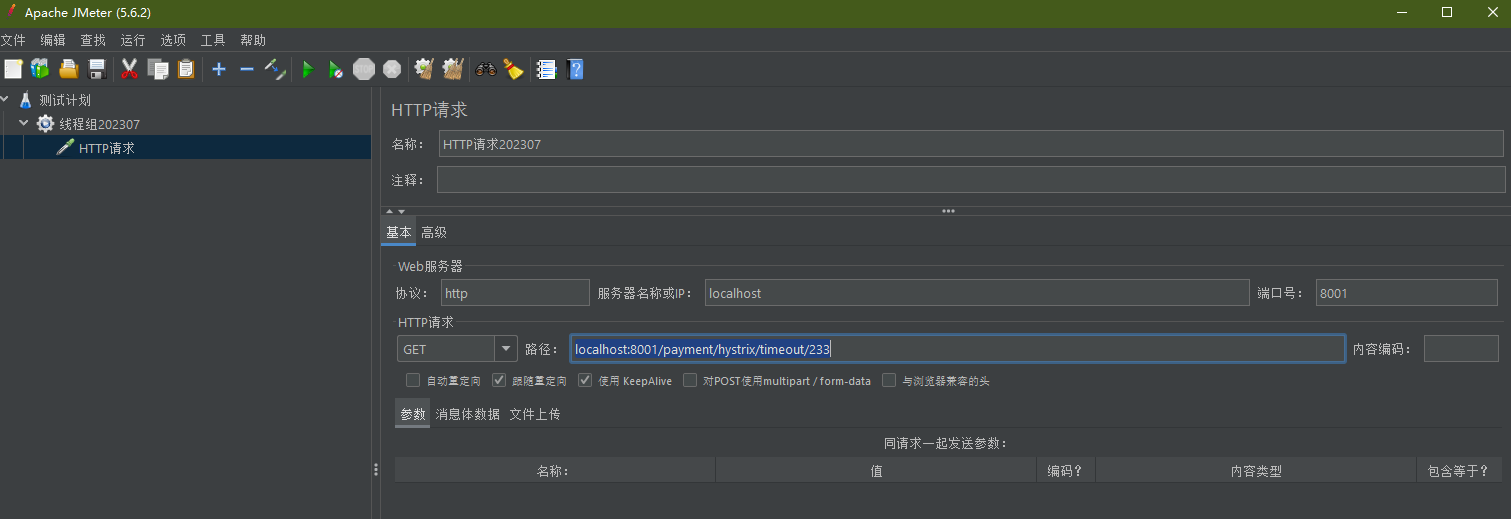 Apache JMeter (5.6.2)
文件 编辑 查找 运行 选项 工具 帮助
STOP
测试计划
线程组202307
HTTP请求
HTTP请求
名称： HTTP请求202307
注释：
基本 高级
Web服务器
协议： http 服务器名称或IP： localhost 端口号： 8001
HTTP请求
GET 路径： localhost:8001/payment/hystrix/timeout/233 内容编码：
自动重定向 跟随重定向 使用 KeepAlive 对POST使用multipart / form-data 与浏览器兼容的头
参数 消息体数据 文件上传
同请求一起发送参数：
名称： 值 编码？ 内容类型 包含等于？